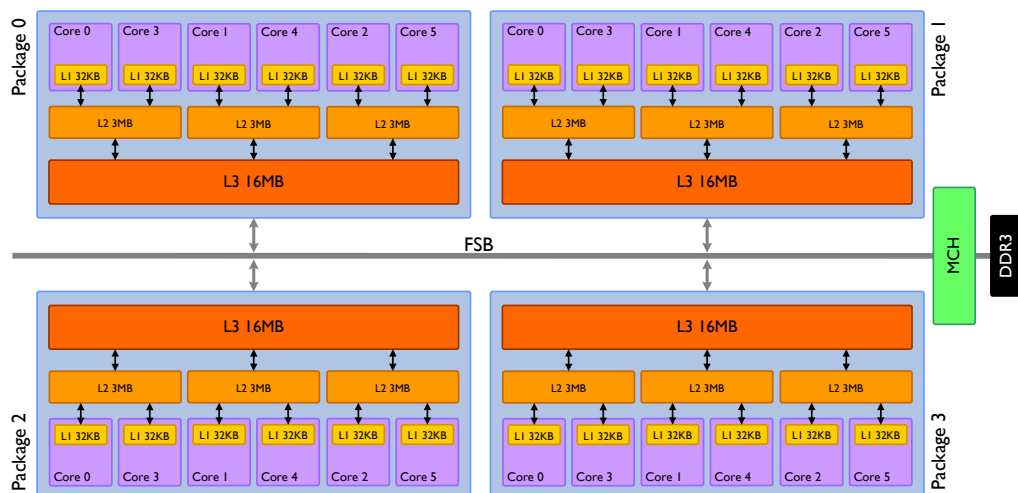 Package 0
Core 0
Core 3
Core 1
Core 4
Core 2
Core 5
L1 32KB
L1 32KB
L1 32KB
L1 32KB
L1 32KB
L1 32KB
L2 3MB
L2 3MB
L2 3MB
L3 16MB
Package 1
Core 0
Core 3
Core 1
Core 4
Core 2
Core 5
L1 32KB
L1 32KB
L1 32KB
L1 32KB
L1 32KB
L1 32KB
L2 3MB
L2 3MB
L2 3MB
L3 16MB
FSB
MCH
DDR3
Package 2
L3 16MB
L2 3MB
L2 3MB
L2 3MB
L1 32KB
L1 32KB
L1 32KB
L1 32KB
L1 32KB
L1 32KB
Core 0
Core 3
Core 1
Core 4
Core 2
Core 5
Package 3
L3 16MB
L2 3MB
L2 3MB
L2 3MB
L1 32KB
L1 32KB
L1 32KB
L1 32KB
L1 32KB
L1 32KB
Core 0
Core 3
Core 1
Core 4
Core 2
Core 5